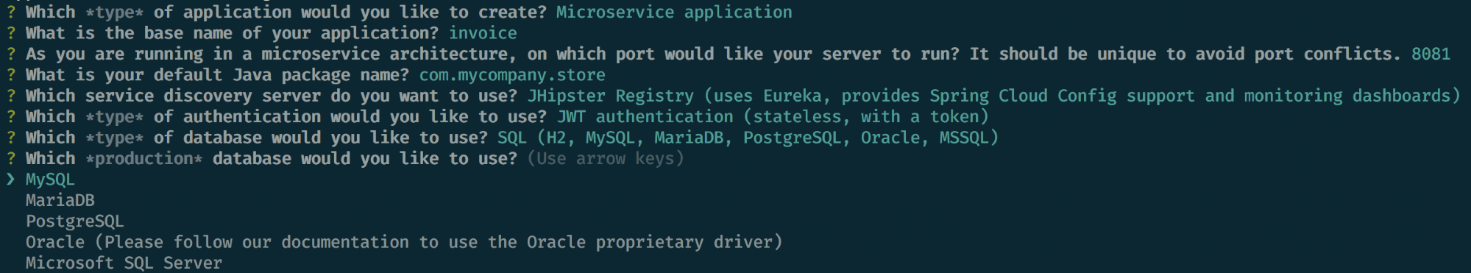 ? Which *type* of application would you like to create? Microservice application
? What is the base name of your application? invoice
? As you are running in a microservice architecture, on which port would like your server to run? It should be unique to avoid port conflicts. 8081
? What is your default Java package name? com.mycompany.store
? Which service discovery server do you want to use? JHipster Registry (uses Eureka, provides Spring Cloud Config support and monitoring dashboards)
? Which *type* of authentication would you like to use? JWT authentication (stateless, with a token)
? Which *type* of database would you like to use? SQL (H2, MySQL, MariaDB, PostgreSQL, Oracle, MSSQL)
? Which *production* database would you like to use? (Use arrow keys)
❯ MySQL
MariaDB
PostgreSQL
Oracle (Please follow our documentation to use the Oracle proprietary driver)
Microsoft SQL Server